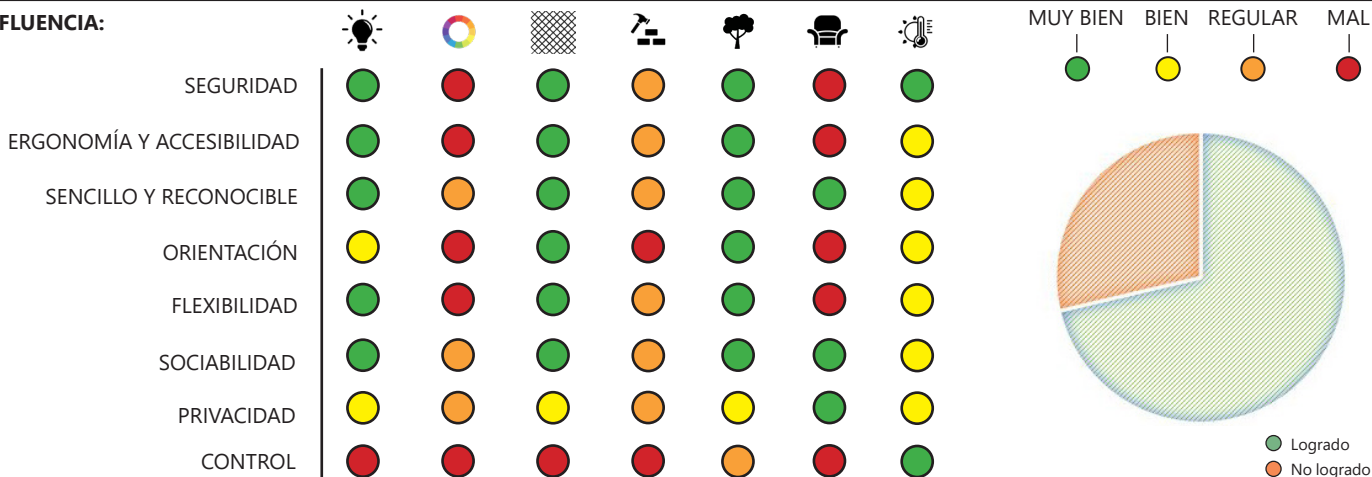 FLUENCIA:
MUY BIEN BIEN REGULAR MAL
SEGURIDAD
ERGONOMÍA Y ACCESIBILIDAD
SENCILLO Y RECONOCIBLE
ORIENTACIÓN
FLEXIBILIDAD
SOCIABILIDAD
PRIVACIDAD
CONTROL
Logrado
No logrado